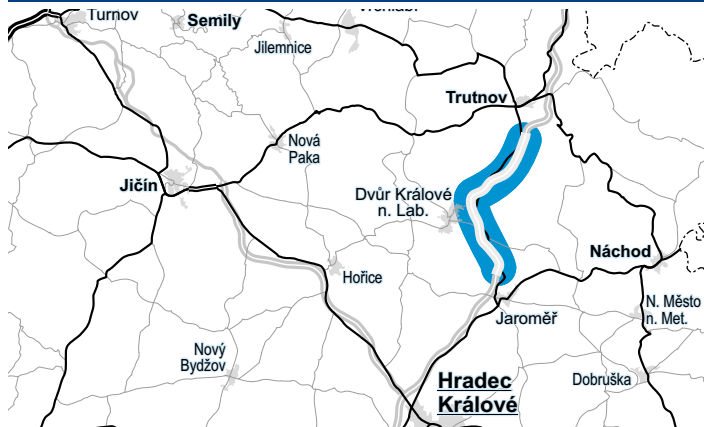 Turnov
Semily
Jilemnice
Vrchlabí
Trutnov
Nová
Paka
Jičín
Dvůr Králové
n. Lab.
Náchod
Hořice
Jaroměř
N. Město
n. Met.
Nový
Bydžov
Hradec
Králové
Dobruška